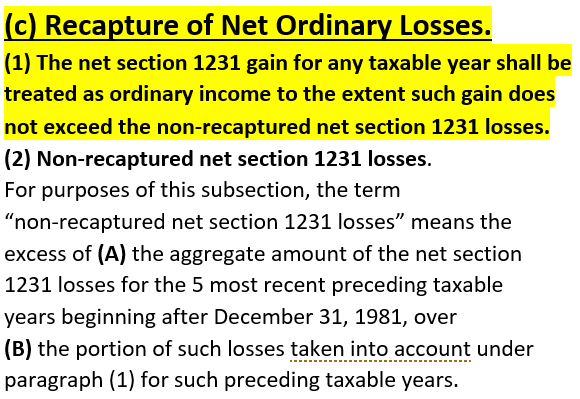 (c) Recapture of Net Ordinary Losses.
(1) The net section 1231 gain for any taxable year shall be
treated as ordinary income to the extent such gain does
not exceed the non-recaptured net section 1231 losses.
(2) Non-recaptured net section 1231 losses.
For purposes of this subsection, the term
“non-recaptured net section 1231 losses” means the
excess of (A) the aggregate amount of the net section
1231 losses for the 5 most recent preceding taxable
years beginning after December 31, 1981, over
(B) the portion of such losses taken into account under
paragraph (1) for such preceding taxable years.